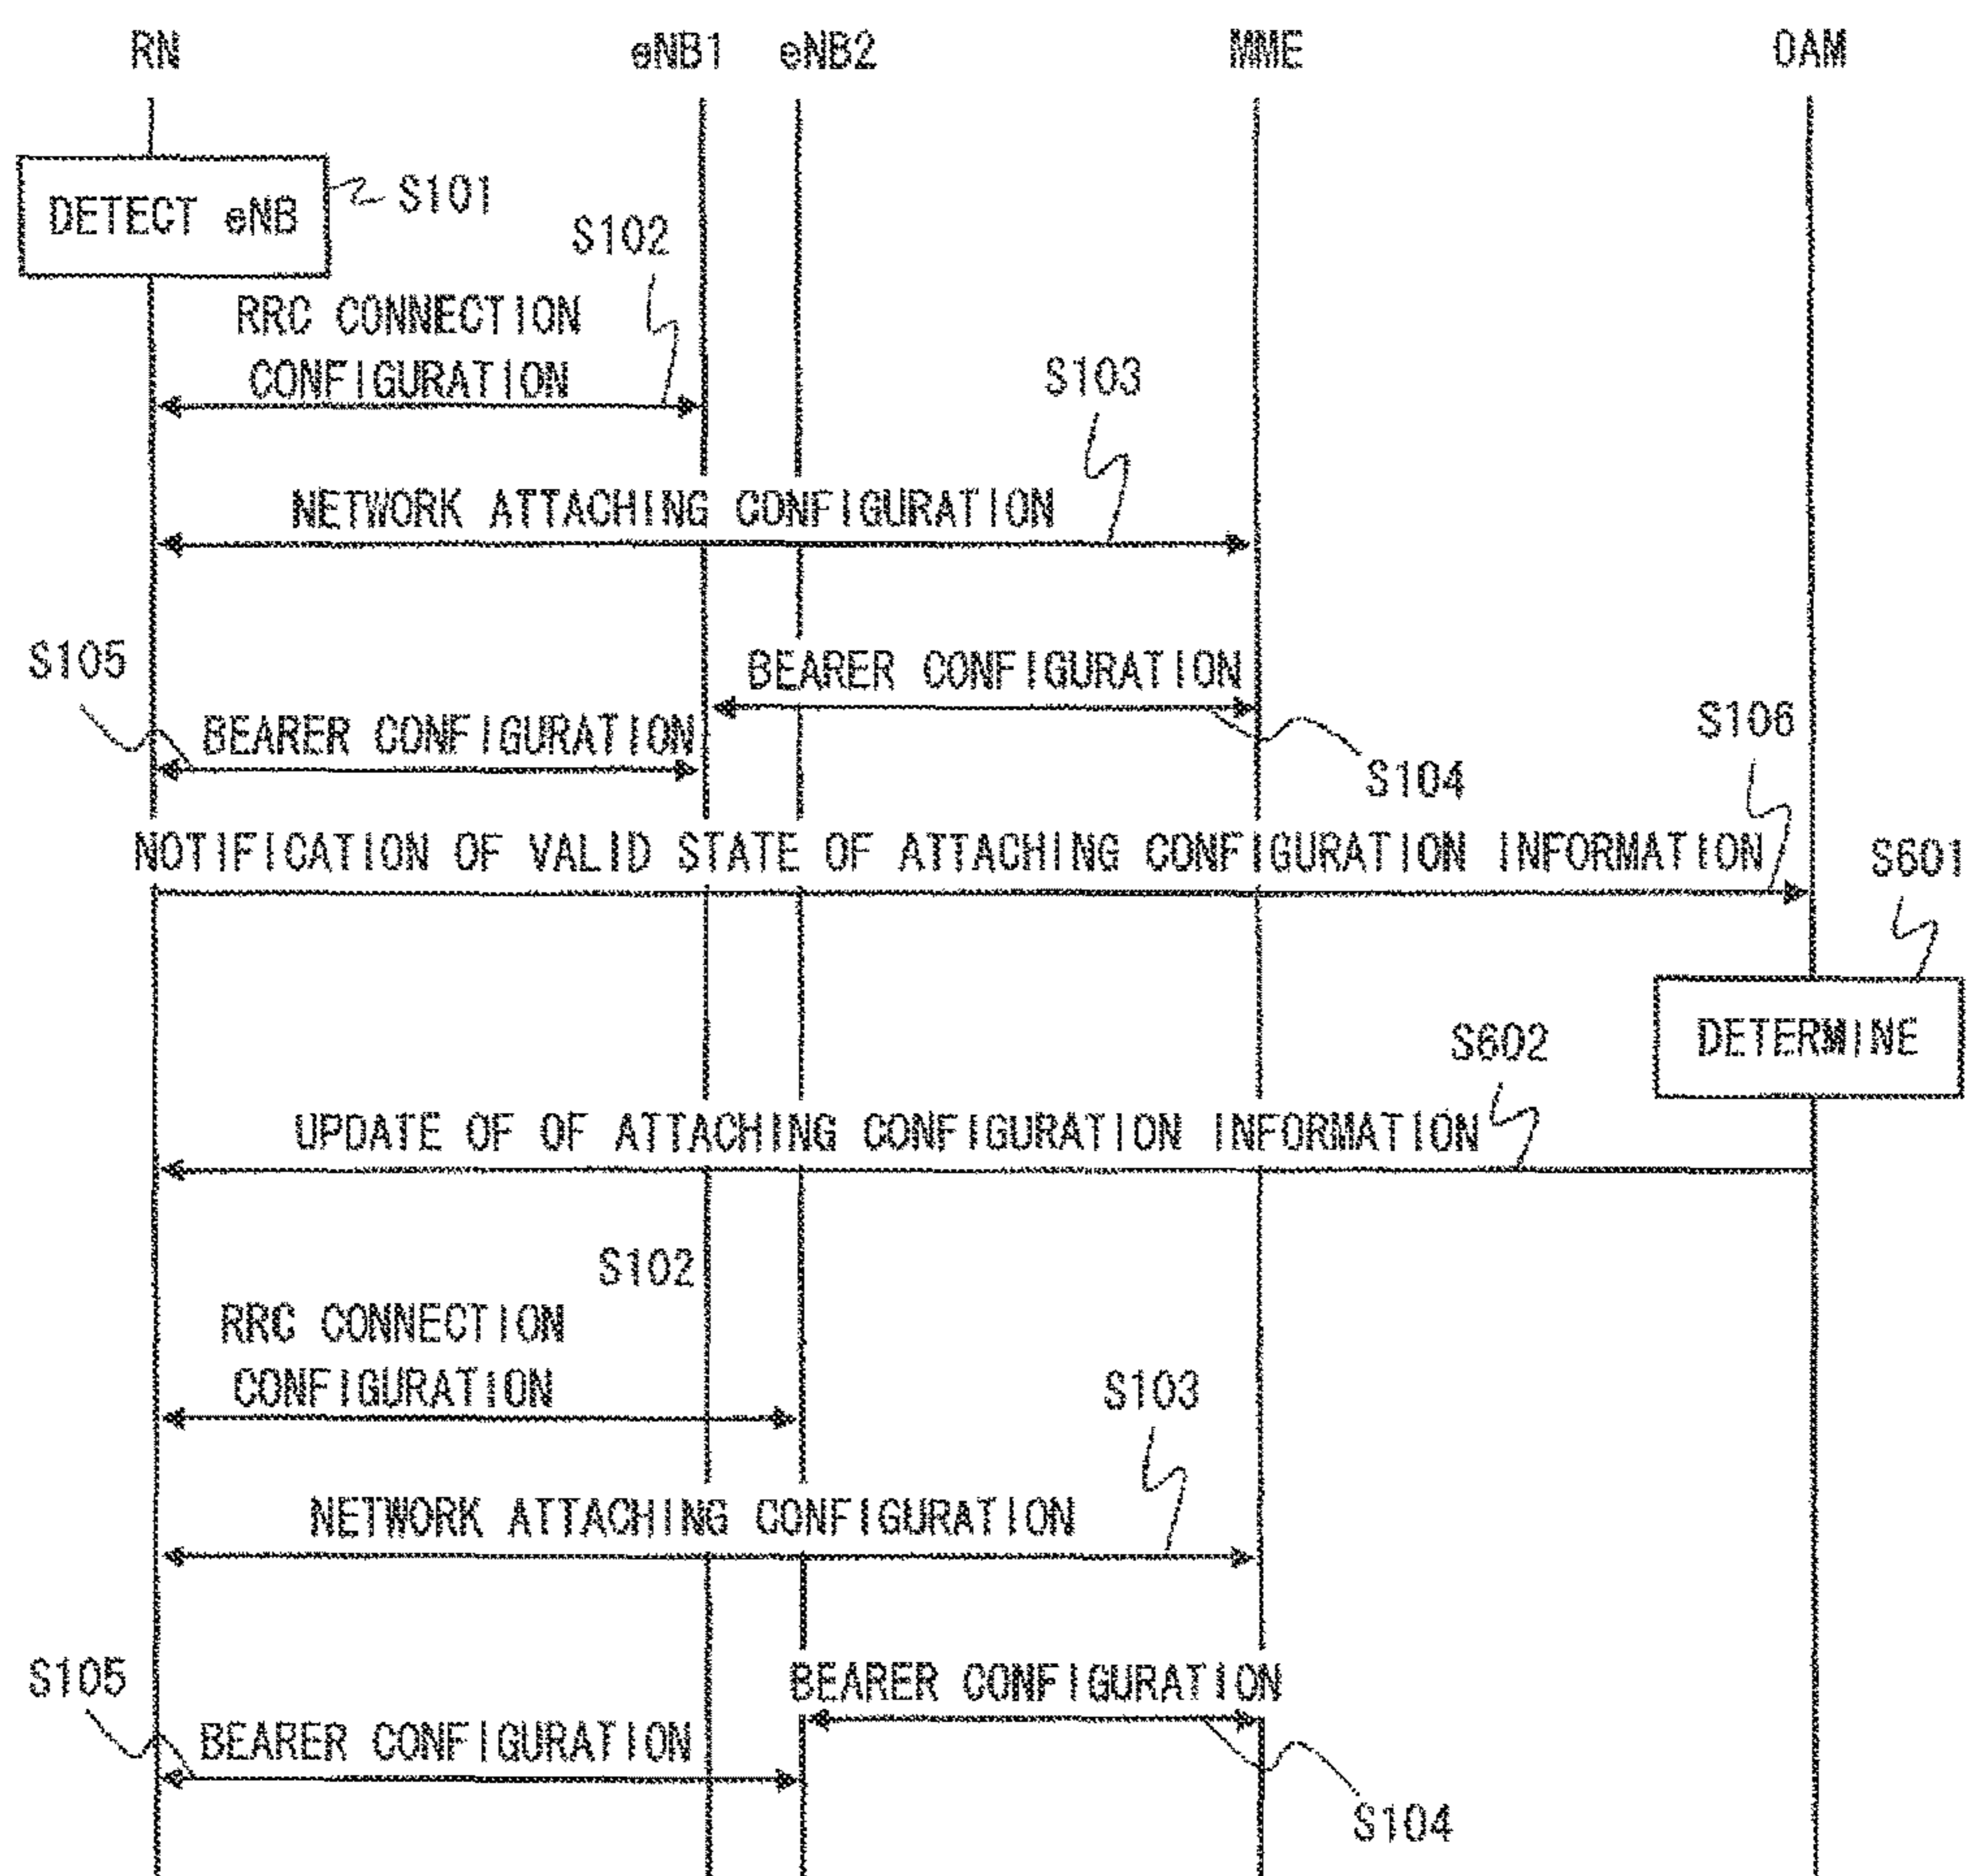 RN eNB1 eNB2 MME OAM
DETECT eNB
S101
S102
RRC CONNECTION
CONFIGURATION
S103
NETWORK ATTACHING CONFIGURATION
S105
BEARER CONFIGURATION
BEARER CONFIGURATION
S104
S106
NOTIFICATION OF VALID STATE OF ATTACHING CONFIGURATION INFORMATION
S601
DETERMINE
S602
UPDATE OF OF ATTACHING CONFIGURATION INFORMATION
S102
RRC CONNECTION
CONFIGURATION
S103
NETWORK ATTACHING CONFIGURATION
S105
BEARER CONFIGURATION
BEARER CONFIGURATION
S104